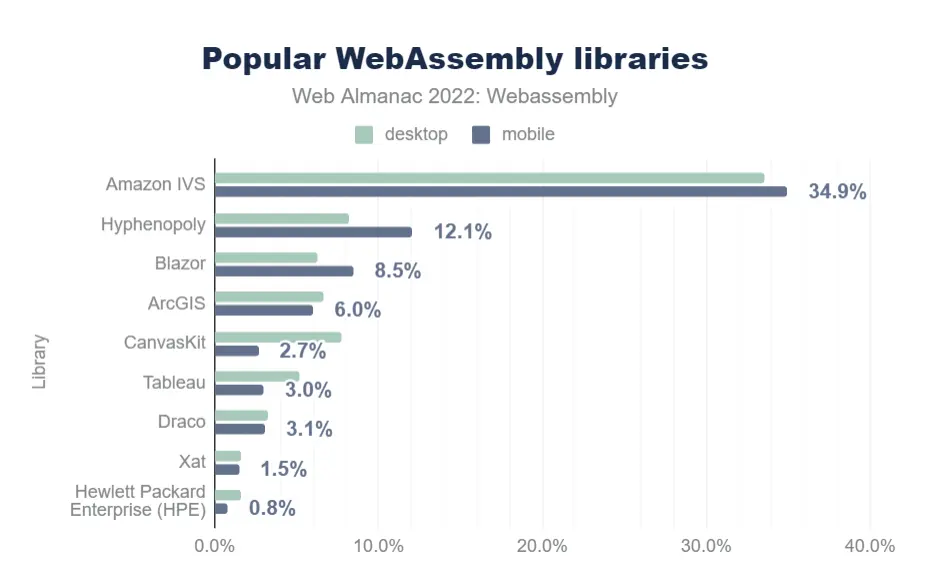 Popular WebAssembly libraries
Web Almanac 2022: Webassembly
desktop mobile
Amazon IVS 34.9%
Hyphenopoly 12.1%
Blazor 8.5%
ArcGIS 6.0%
CanvasKit 2.7%
Tableau 3.0%
Draco 3.1%
Xat 1.5%
Hewlett Packard
Enterprise (HPE) 0.8%
Library
0.0% 10.0% 20.0% 30.0% 40.0%